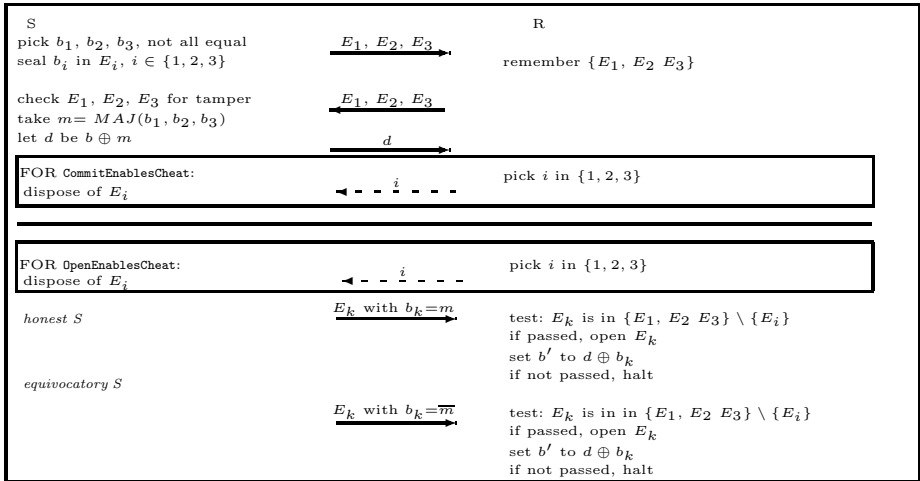 S R
pick b₁, b₂, b₃, not all equal E₁, E₂, E₃
seal bᵢ in Eᵢ, i ∈ {1, 2, 3} remember {E₁, E₂ E₃}
check E₁, E₂, E₃ for tamper E₁, E₂, E₃
take m= MAJ(b₁, b₂, b₃)
let d be b ⊕ m d
FOR CommitEnablesCheat: pick i in {1, 2, 3}
dispose of Eᵢ i
FOR OpenEnablesCheat: pick i in {1, 2, 3}
dispose of Eᵢ i
honest S Eₖ with bₖ=m test: Eₖ is in {E₁, E₂ E₃} \ {Eᵢ}
if passed, open Eₖ
set b′ to d ⊕ bₖ
if not passed, halt
equivocatory S
Eₖ with bₖ=m̅ test: Eₖ is in in {E₁, E₂ E₃} \ {Eᵢ}
if passed, open Eₖ
set b′ to d ⊕ bₖ
if not passed, halt